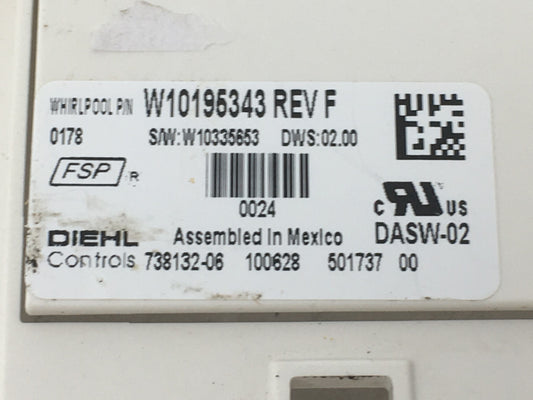 WHIRLPOOL P/N W10195343 REV F
0178 S/W:W10335653 DWS:02.00
FSP R
0024
c RU US
DIEHL Assembled In Mexico DASW-02
Controls 738132-06 100628 501737 00